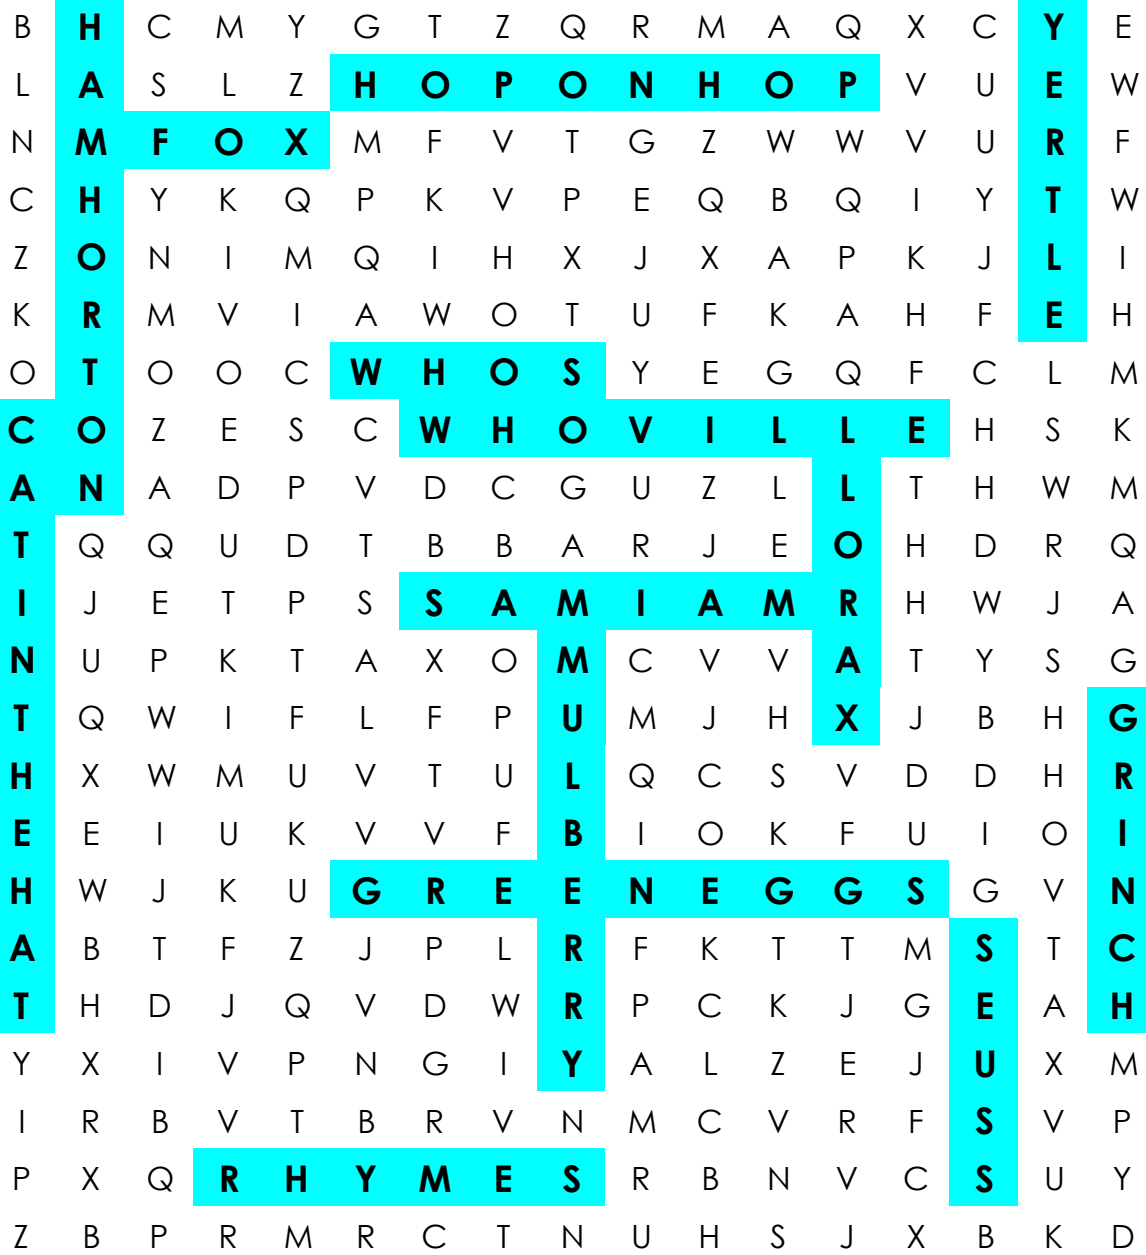 B H C M Y G T Z Q R M A Q X C Y E
L A S L Z H O P O N H O P V U E W
N M F O X M F V T G Z W W V U R F
C H Y K Q P K V P E Q B Q I Y T W
Z O N I M Q I H X J X A P K J L I
K R M V I A W O T U F K A H F E H
O T O O C W H O S Y E G Q F C L M
C O Z E S C W H O V I L L E H S K
A N A D P V D C G U Z L L T H W M
T Q Q U D T B B A R J E O H D R Q
I J E T P S S A M I A M R H W J A
N U P K T A X O M C V V A T Y S G
T Q W I F L F P U M J H X J B H G
H X W M U V T U L Q C S V D D H R
E E I U K V V F B I O K F U I O I
H W J K U G R E E N E G G S G V N
A B T F Z J P L R F K T T M S T C
T H D J Q V D W R P C K J G E A H
Y X I V P N G I Y A L Z E J U X M
I R B V T B R V N M C V R F S V P
P X Q R H Y M E S R B N V C S U Y
Z B P R M R C T N U H S J X B K D